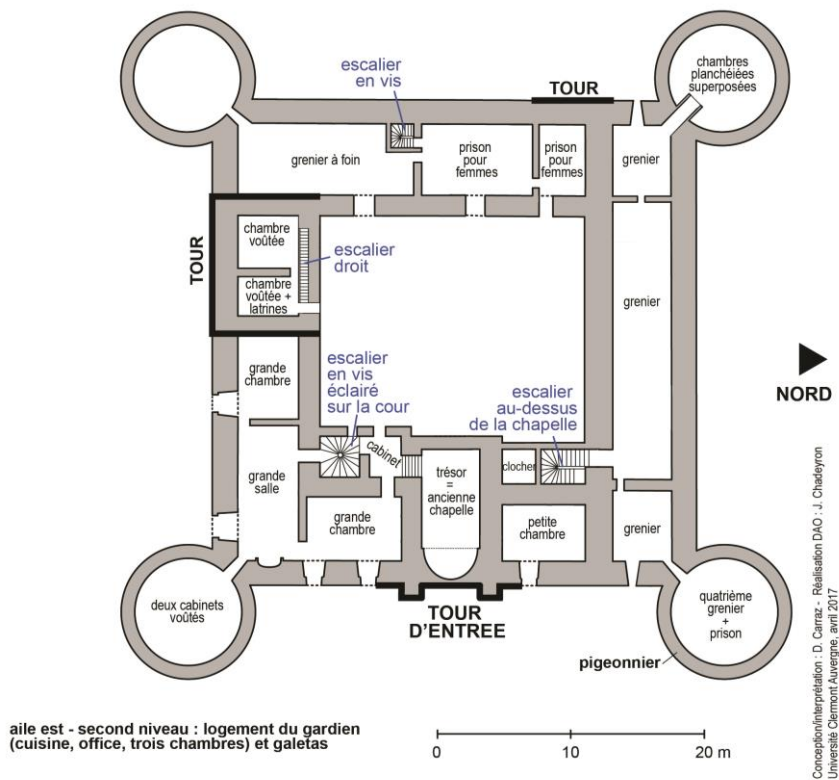 escalier
en vis
TOUR
chambres
planchéiées
superposées
grenier à foin
prison
pour
femmes
prison
pour
femmes
grenier
TOUR
chambre
voûtée
escalier
droit
chambre
voûtée +
latrines
grenier
NORD
grande
chambre
escalier
en vis
éclairé
sur la cour
escalier
au-dessus
de la chapelle
cabinet
grande
salle
trésor
=
ancienne
chapelle
clocher
grande
chambre
petite
chambre
grenier
deux cabinets
voûtés
TOUR
D'ENTREE
quatrième
grenier
+
prison
pigeonnier
aile est - second niveau : logement du gardien
(cuisine, office, trois chambres) et galetas
0 10 20 m
Conception/interprétation : D. Carraz - Réalisation DAO : J. Chadeyron
Université Clermont Auvergne, avril 2017